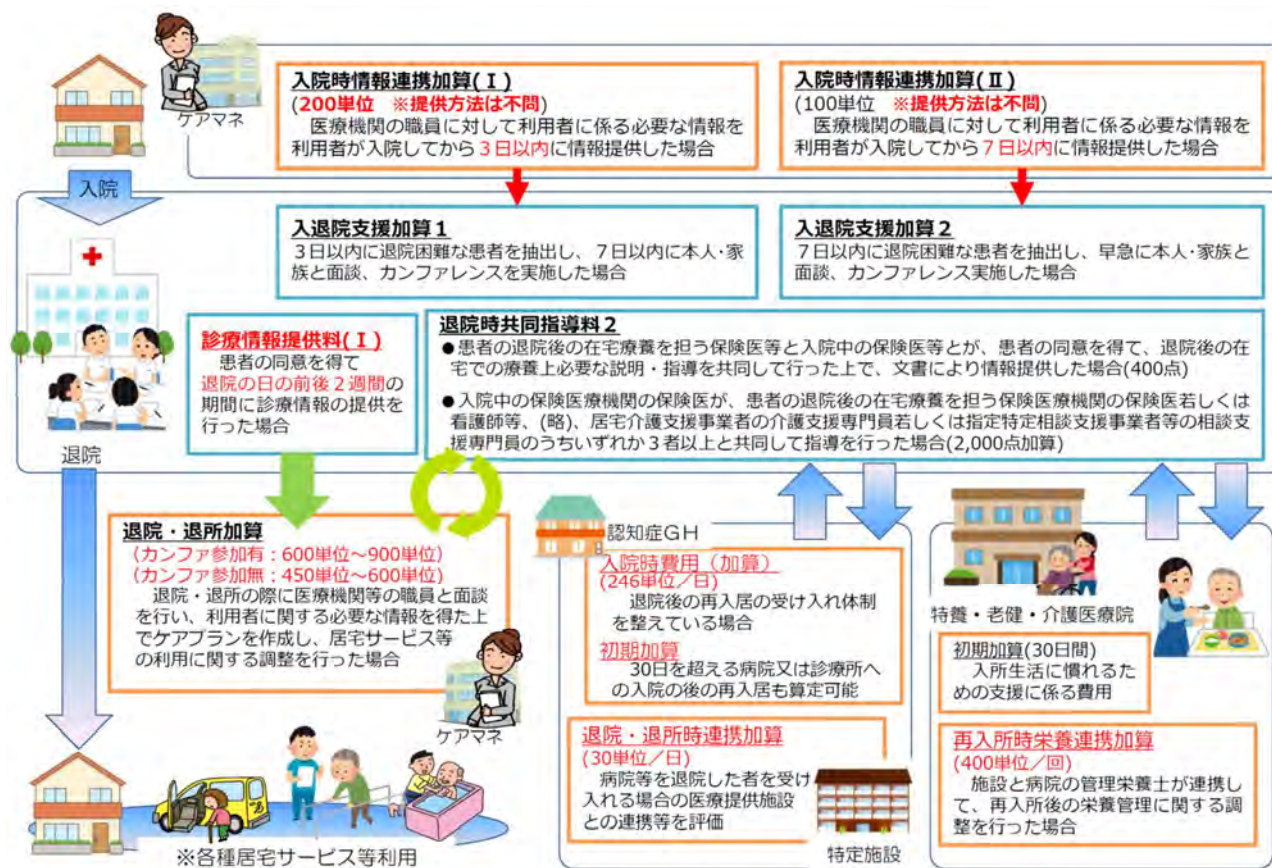 ケアマネ
入院時情報連携加算(Ⅰ)
(200単位　※提供方法は不問)
医療機関の職員に対して利用者に係る必要な情報を
利用者が入院してから３日以内に情報提供した場合
入院時情報連携加算(Ⅱ)
(100単位　※提供方法は不問)
医療機関の職員に対して利用者に係る必要な情報を
利用者が入院してから７日以内に情報提供した場合
入院
入退院支援加算１
３日以内に退院困難な患者を抽出し、７日以内に本人･家
族と面談、カンファレンスを実施した場合
入退院支援加算２
７日以内に退院困難な患者を抽出し、早急に本人･家族と
面談、カンファレンス実施した場合
診療情報提供料(Ⅰ)
患者の同意を得て
退院の日の前後２週間の
期間に診療情報の提供を
行った場合
退院時共同指導料２
●患者の退院後の在宅療養を担う保険医等と入院中の保険医等とが、患者の同意を得て、退院後の在
宅での療養上必要な説明・指導を共同して行った上で、文書により情報提供した場合(400点)
●入院中の保険医療機関の保険医が、患者の退院後の在宅療養を担う保険医療機関の保険医若しくは
看護師等、(略)、居宅介護支援事業者の介護支援専門員若しくは指定特定相談支援事業者等の相談支
援専門員のうちいずれか３者以上と共同して指導を行った場合(2,000点加算)
退院
退院・退所加算
(カンファ参加有：600単位～900単位)
(カンファ参加無：450単位～600単位)
退院・退所の際に医療機関等の職員と面談
を行い、利用者に関する必要な情報を得た上
でケアプランを作成し、居宅サービス等
の利用に関する調整を行った場合
ケアマネ
※各種居宅サービス等利用
認知症GH
入院時費用（加算）
(246単位／日)
退院後の再入居の受け入れ体制
を整えている場合
初期加算
30日を超える病院又は診療所へ
の入院の後の再入居も算定可能
退院・退所時連携加算
(30単位／日)
病院等を退院した者を受け
入れる場合の医療提供施設
との連携等を評価
特定施設
特養・老健・介護医療院
初期加算(30日間)
入所生活に慣れるた
めの支援に係る費用
再入所時栄養連携加算
(400単位／回)
施設と病院の管理栄養士が連携し
て、再入所後の栄養管理に関する調
整を行った場合